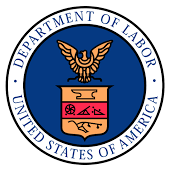 DEPARTMENT OF LABOR
UNITED STATES OF AMERICA